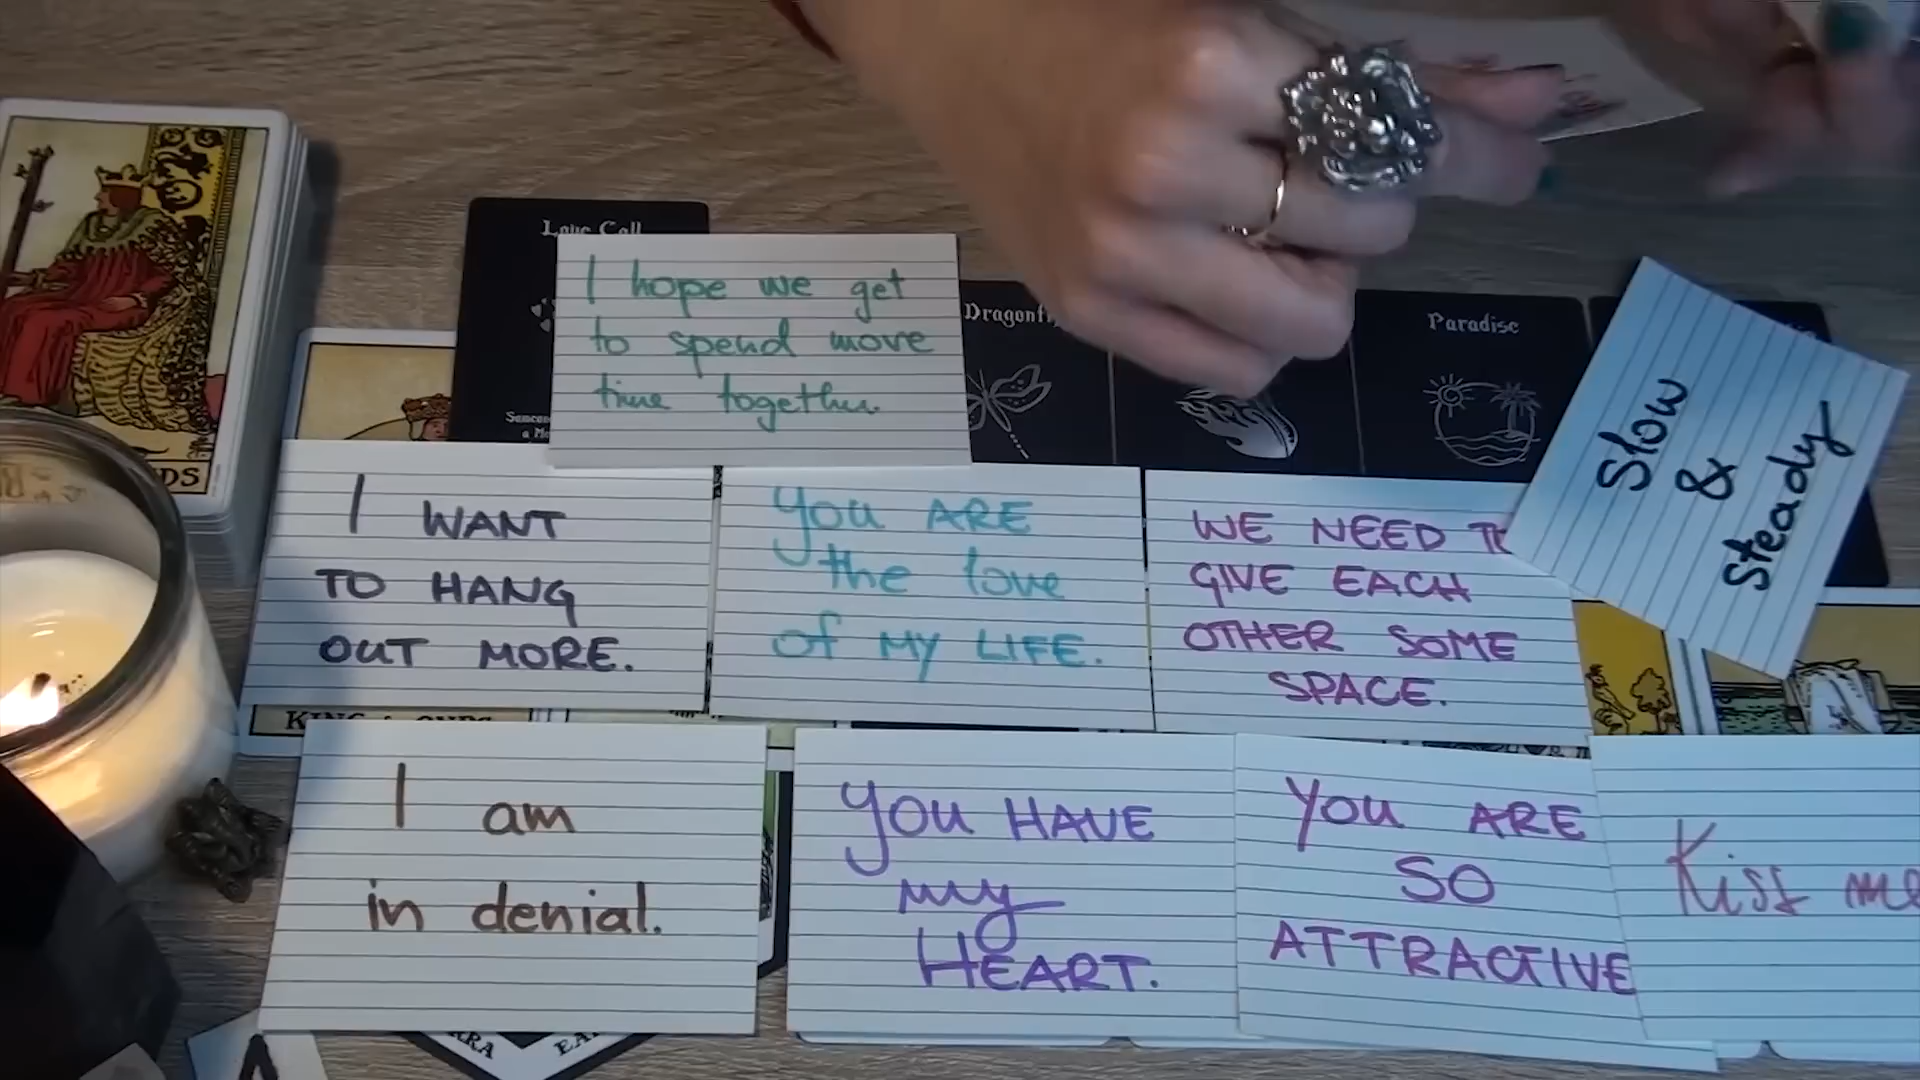 Love Call
I hope we get
to spend more
time together.
Paradise
Slow
&
Steady
I WANT
TO HANG
OUT MORE.
You ARE
the love
of MY LIFE.
WE NEED
GIVE EACH
OTHER SOME
SPACE.
I am
in denial.
You HAVE
my
HEART.
You ARE
SO
ATTRACTIVE
Kiss me